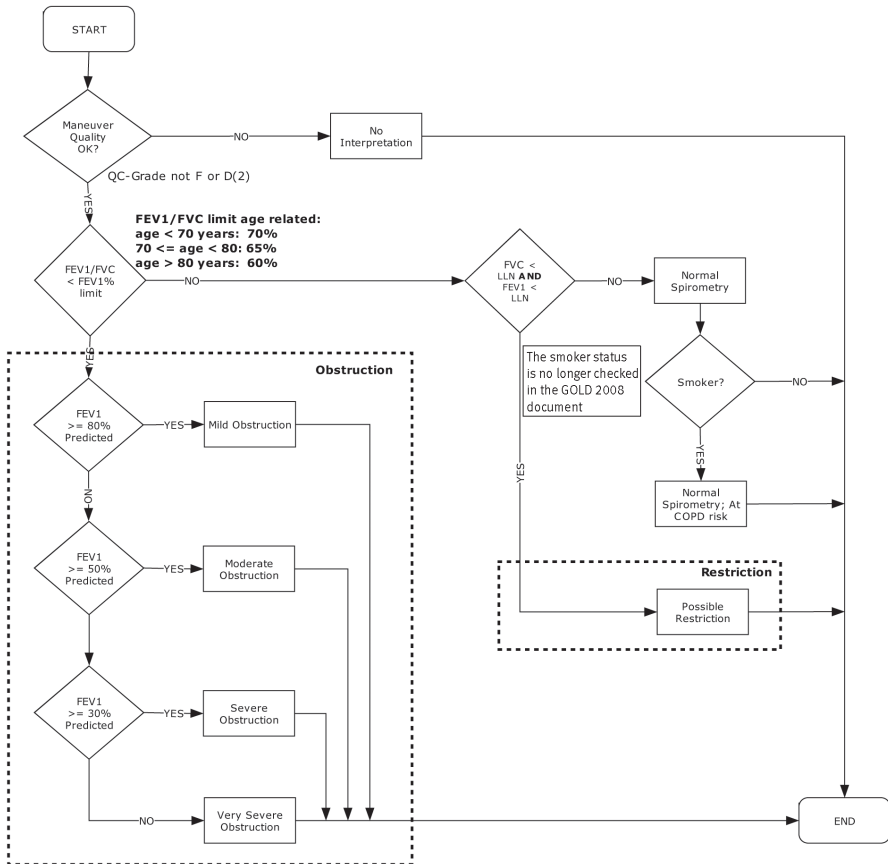 START
Maneuver
Quality
OK?
NO
No
Interpretation
QC-Grade not F or D(2)
YES
FEV1/FVC limit age related:
age < 70 years: 70%
70 <= age < 80: 65%
age > 80 years: 60%
FEV1/FVC
< FEV1%
limit
NO
FVC <
LLN AND
FEV1 <
LLN
NO
Normal
Spirometry
YES
The smoker status
is no longer checked
in the GOLD 2008
document
Smoker?
NO
YES
Normal
Spirometry; At
COPD risk
YES
Restriction
Possible
Restriction
Obstruction
FEV1
>= 80%
Predicted
YES
Mild Obstruction
NO
FEV1
>= 50%
Predicted
YES
Moderate
Obstruction
FEV1
>= 30%
Predicted
YES
Severe
Obstruction
NO
Very Severe
Obstruction
END